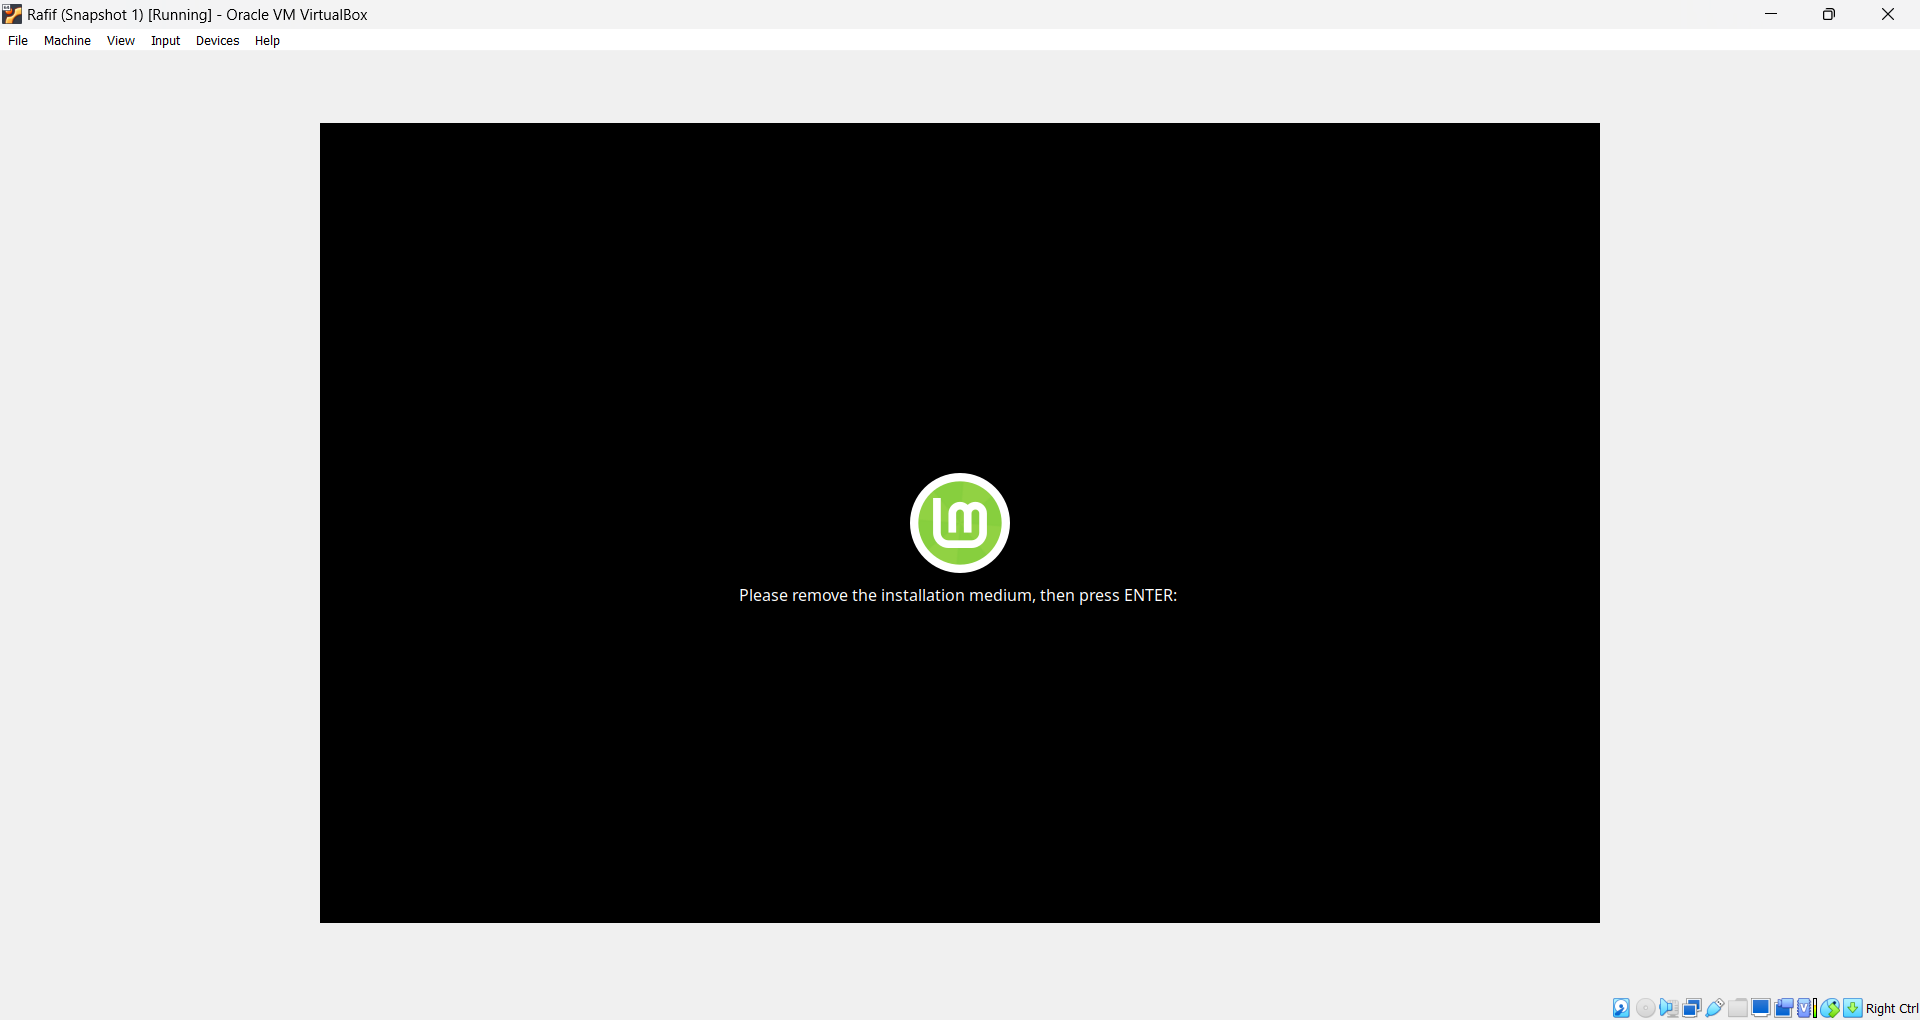 Rafif (Snapshot 1) [Running] - Oracle VM VirtualBox
File Machine View Input Devices Help
lm
Please remove the installation medium, then press ENTER:
Right Ctrl